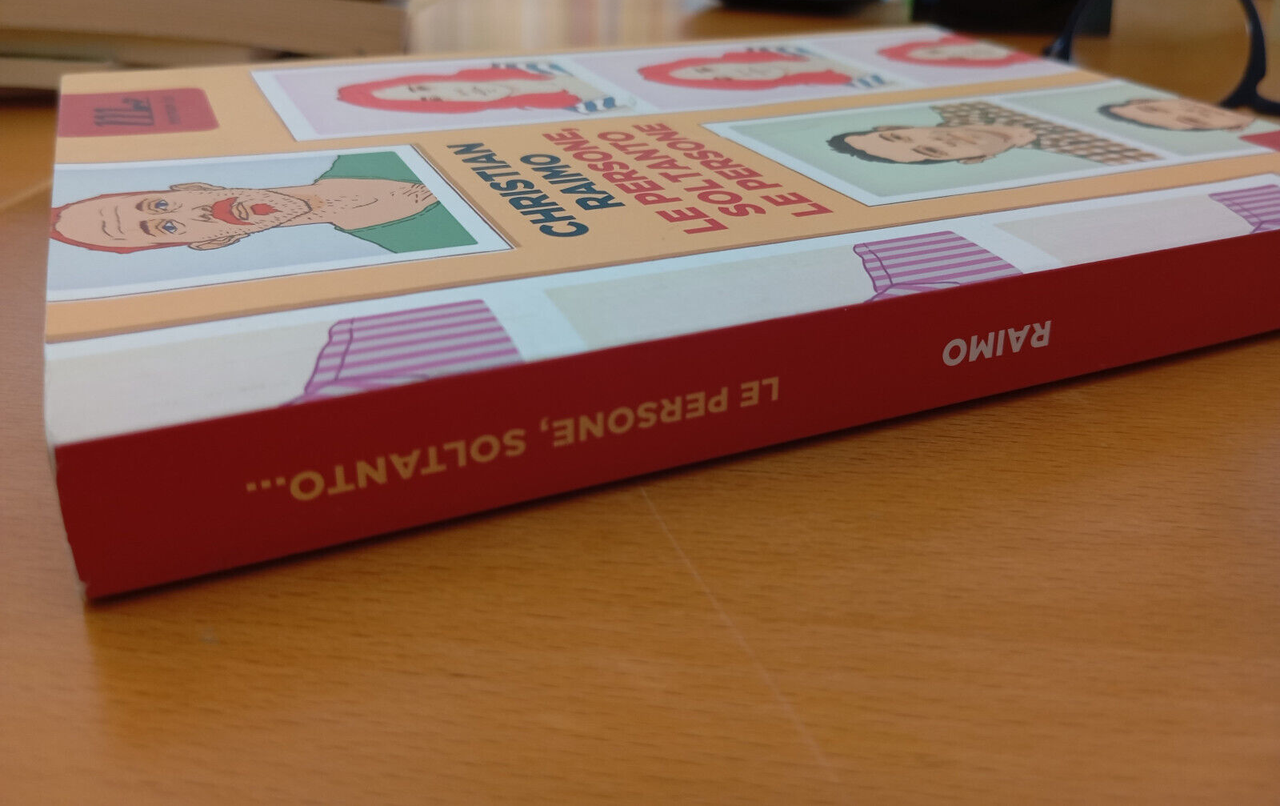 CHRISTIAN
RAIMO
LE PERSONE,
SOLTANTO
LE PERSONE
RAIMO
LE PERSONE, SOLTANTO...